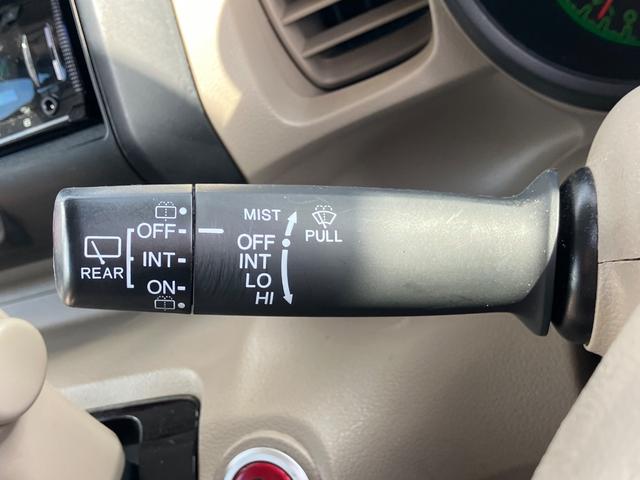 REAR
OFF
INT
ON
MIST
OFF
INT
LO
HI
PULL